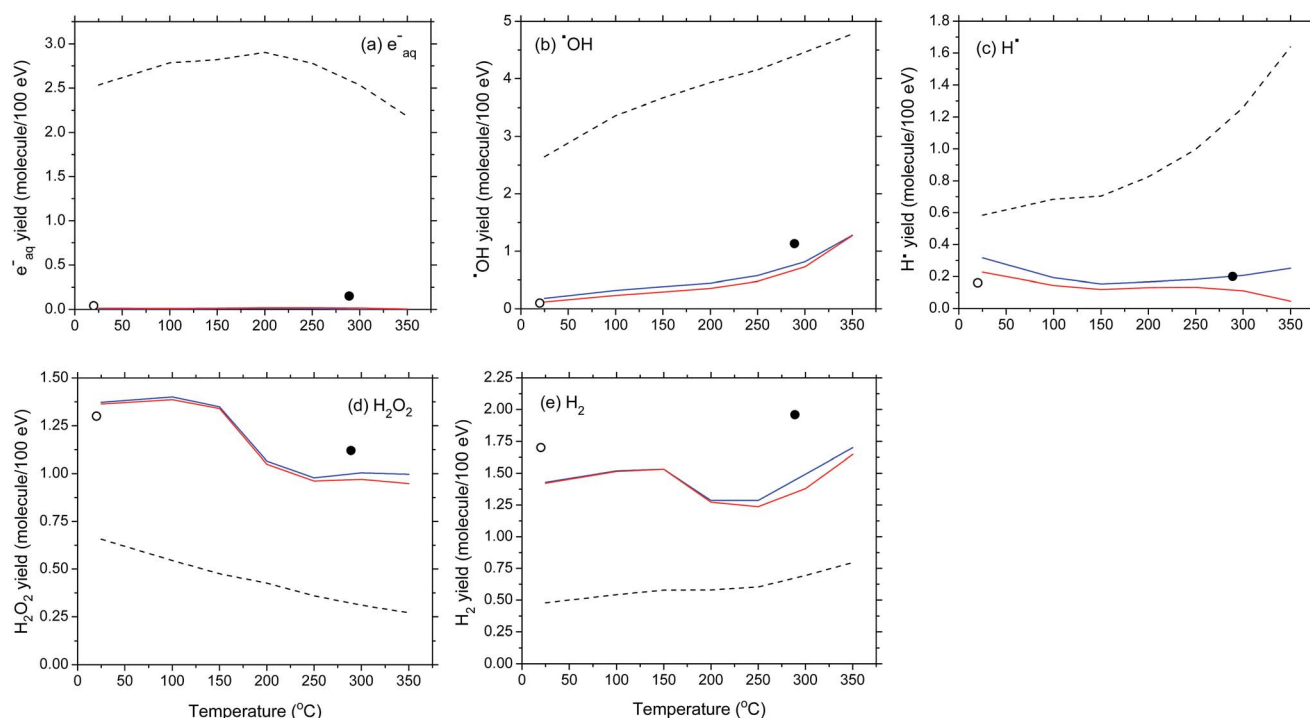 (a) e⁻aq
e⁻aq yield (molecule/100 eV)
3.0
2.5
2.0
1.5
1.0
0.5
0.0
0 50 100 150 200 250 300 350
(b) ▪OH
▪OH yield (molecule/100 eV)
5
4
3
2
1
0
0 50 100 150 200 250 300 350
(c) H▪
H▪ yield (molecule/100 eV)
1.8
1.6
1.4
1.2
1.0
0.8
0.6
0.4
0.2
0.0
0 50 100 150 200 250 300 350
(d) H₂O₂
H₂O₂ yield (molecule/100 eV)
1.50
1.25
1.00
0.75
0.50
0.25
0.00
0 50 100 150 200 250 300 350
Temperature (°C)
(e) H₂
H₂ yield (molecule/100 eV)
2.25
2.00
1.75
1.50
1.25
1.00
0.75
0.50
0.25
0.00
0 50 100 150 200 250 300 350
Temperature (°C)